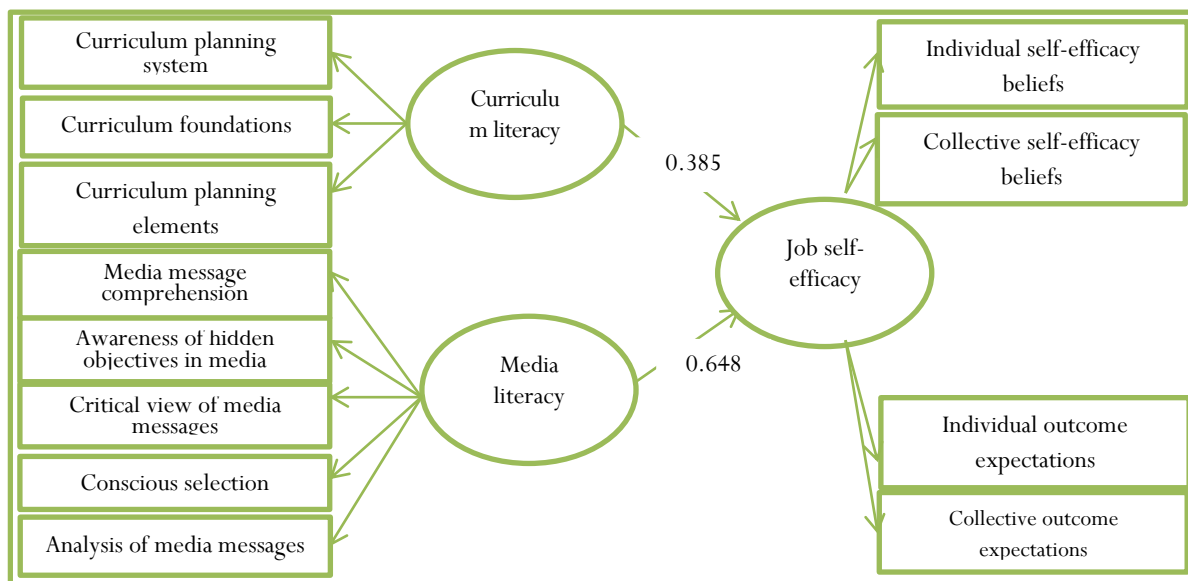 Curriculum planning
system
Curriculum foundations
Curriculum planning
elements
Media message
comprehension
Awareness of hidden
objectives in media
Critical view of media
messages
Conscious selection
Analysis of media messages
Curriculu
m literacy
Media
literacy
0.385
0.648
Job self-
efficacy
Individual self-efficacy
beliefs
Collective self-efficacy
beliefs
Individual outcome
expectations
Collective outcome
expectations